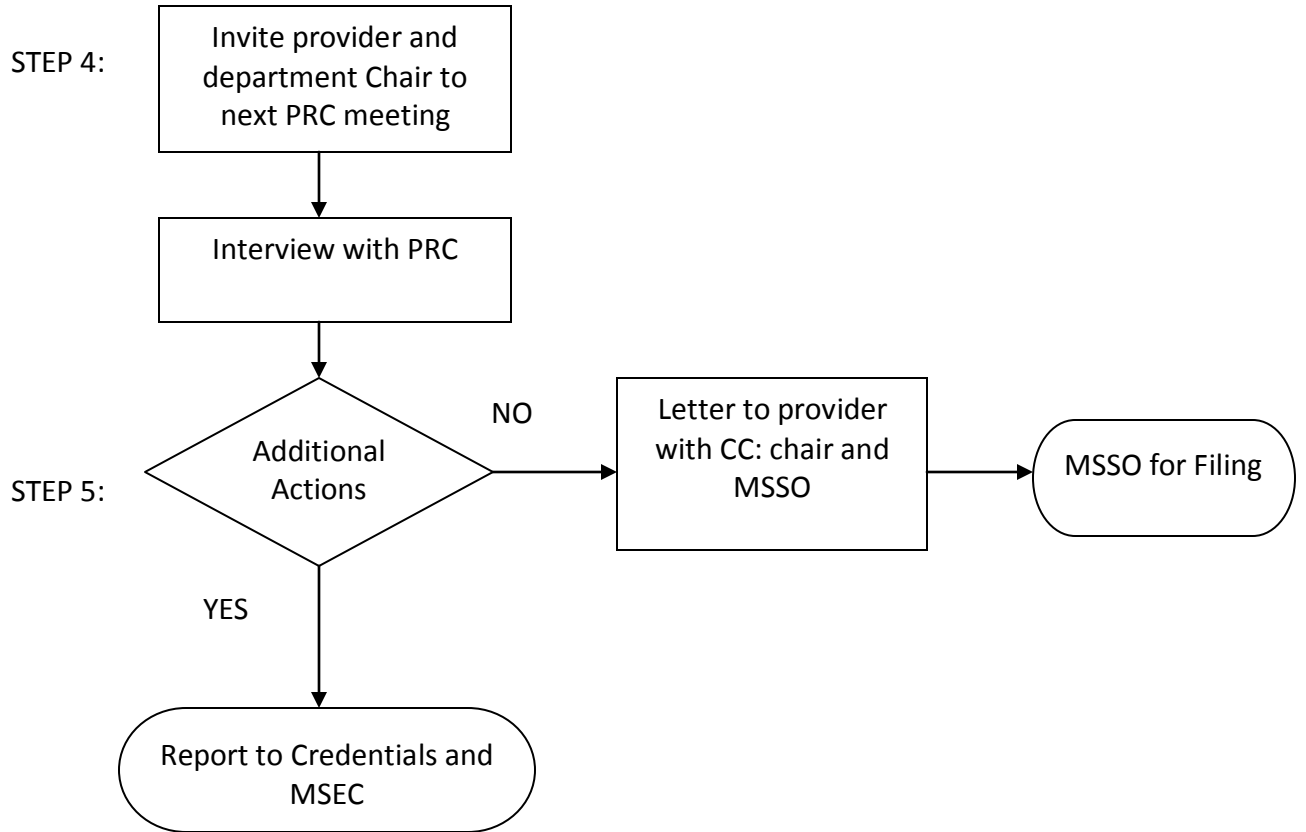 STEP 4:
Invite provider and
department Chair to
next PRC meeting
Interview with PRC
STEP 5:
Additional
Actions
NO
Letter to provider
with CC: chair and
MSSO
MSSO for Filing
YES
Report to Credentials and
MSEC